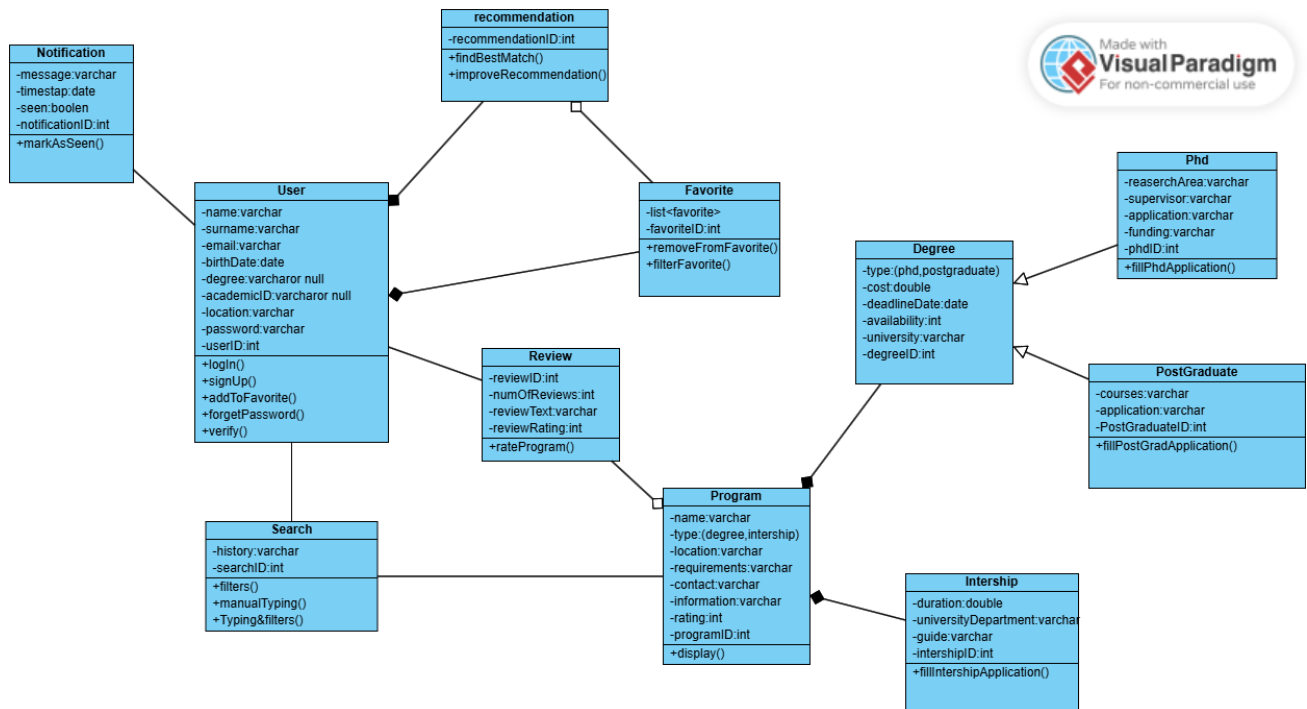 recommendation
-recommendationID:int
+findBestMatch()
+improveRecommendation()
Made with
Visual Paradigm
For non-commercial use
Notification
-message:varchar
-timestap:date
-seen:boolen
-notificationID:int
+markAsSeen()
User
-name:varchar
-surname:varchar
-email:varchar
-birthDate:date
-degree:varcharor null
-academicID:varcharor null
-location:varchar
-password:varchar
-userID:int
+logIn()
+signUp()
+addToFavorite()
+forgetPassword()
+verify()
Favorite
-list<favorite>
-favoriteID:int
+removeFromFavorite()
+filterFavorite()
Phd
-reaserchArea:varchar
-supervisor:varchar
-application:varchar
-funding:varchar
-phdID:int
+fillPhdApplication()
Degree
-type:(phd,postgraduate)
-cost:double
-deadlineDate:date
-availability:int
-university:varchar
-degreeID:int
Review
-reviewID:int
-numOfReviews:int
-reviewText:varchar
-reviewRating:int
+rateProgram()
PostGraduate
-courses:varchar
-application:varchar
-PostGraduateID:int
+fillPostGradApplication()
Search
-history:varchar
-searchID:int
+filters()
+manualTyping()
+Typing&filters()
Program
-name:varchar
-type:(degree,intership)
-location:varchar
-requirements:varchar
-contact:varchar
-information:varchar
-rating:int
-programID:int
+display()
Intership
-duration:double
-universityDepartment:varchar
-guide:varchar
-intershipID:int
+fillIntershipApplication()